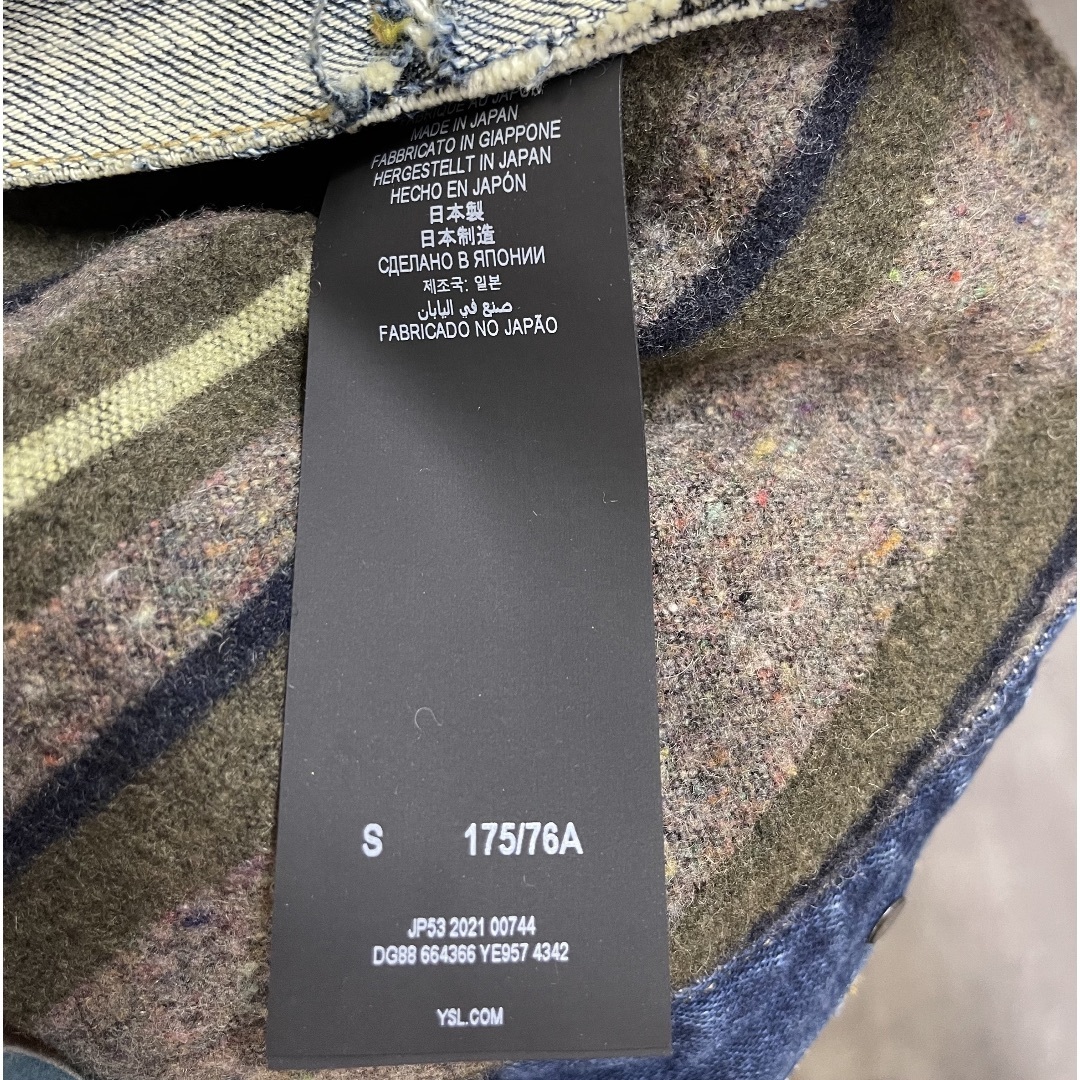 AU JAPON
MADE IN JAPAN
FABBRICATO IN GIAPPONE
HERGESTELLT IN JAPAN
HECHO EN JAPÓN
日本製
日本制造
СДЕЛАНО В ЯПОНИИ
제조국: 일본
صنع في اليابان
FABRICADO NO JAPÃO
S 175/76A
JP53 2021 00744
DG88 664366 YE957 4342
YSL.COM